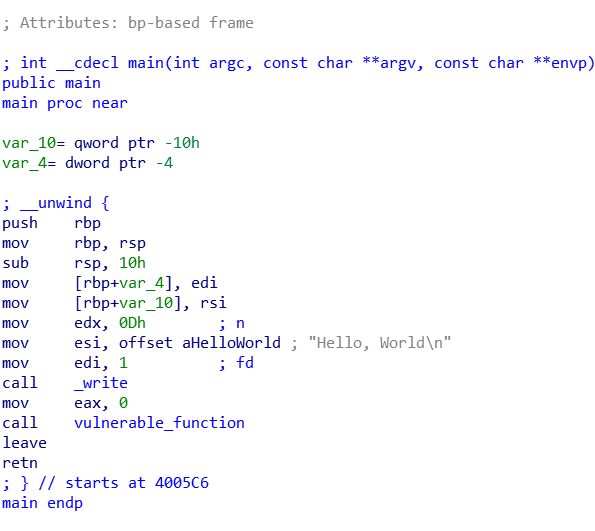 ; Attributes: bp-based frame
; int __cdecl main(int argc, const char **argv, const char **envp)
public main
main proc near
var_10= qword ptr -10h
var_4= dword ptr -4
; __unwind {
push    rbp
mov     rbp, rsp
sub     rsp, 10h
mov     [rbp+var_4], edi
mov     [rbp+var_10], rsi
mov     edx, 0Dh        ; n
mov     esi, offset aHelloWorld ; "Hello, World\n"
mov     edi, 1          ; fd
call    _write
mov     eax, 0
call    vulnerable_function
leave
retn
; } // starts at 4005C6
main endp